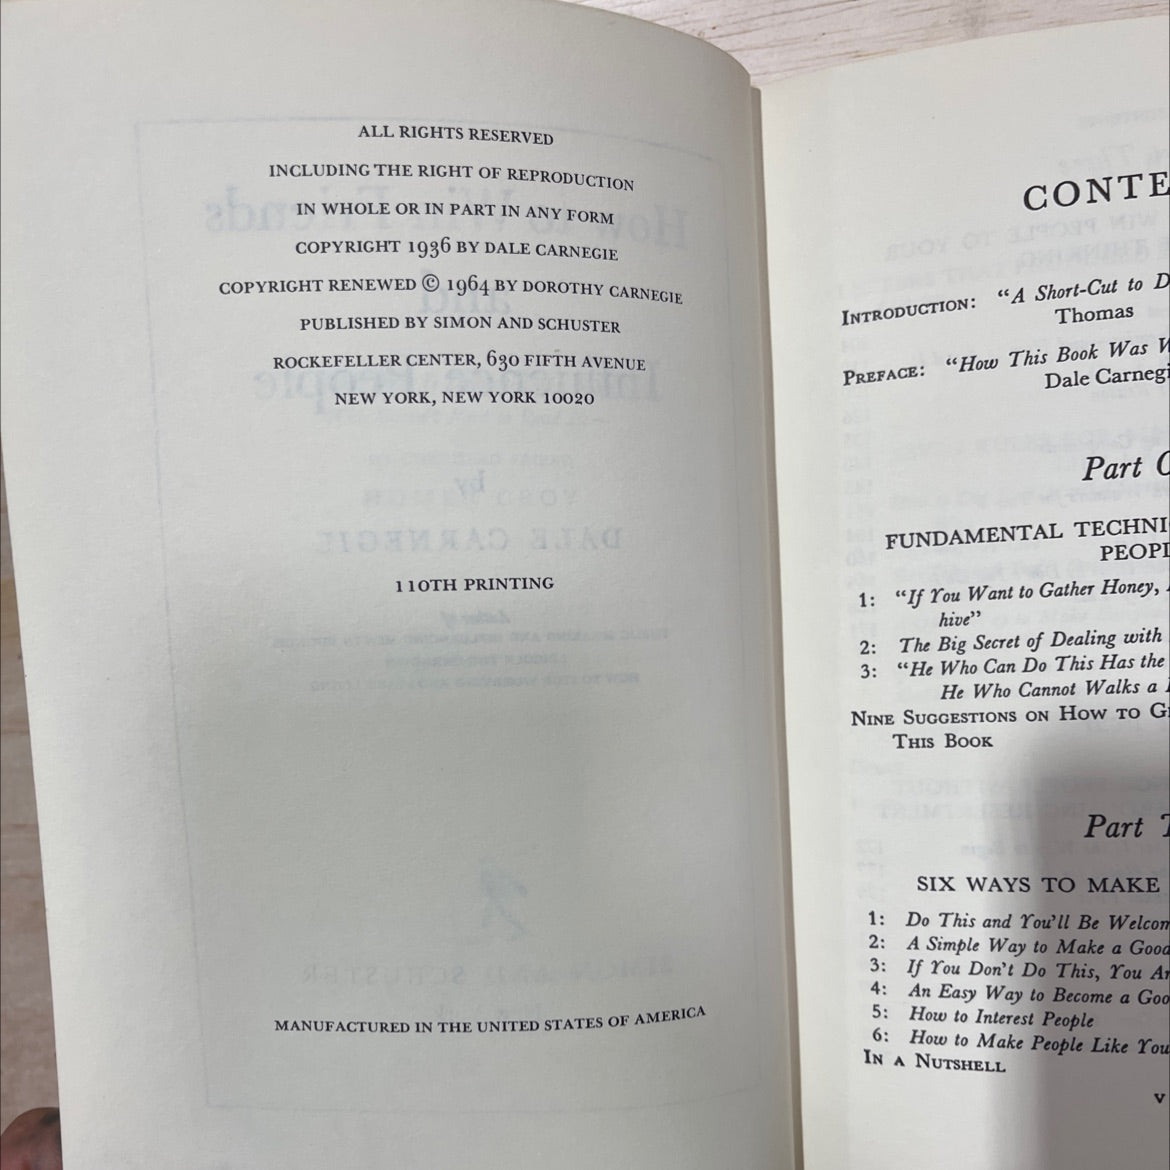 ALL RIGHTS RESERVED
INCLUDING THE RIGHT OF REPRODUCTION
IN WHOLE OR IN PART IN ANY FORM
COPYRIGHT 1936 BY DALE CARNEGIE
COPYRIGHT RENEWED © 1964 BY DOROTHY CARNEGIE
PUBLISHED BY SIMON AND SCHUSTER
ROCKEFELLER CENTER, 630 FIFTH AVENUE
NEW YORK, NEW YORK 10020
110TH PRINTING
MANUFACTURED IN THE UNITED STATES OF AMERICA
CONTE
INTRODUCTION: "A Short-Cut to D
Thomas
PREFACE: "How This Book Was W
Dale Carnegi
Part
FUNDAMENTAL TECHNI
PEOPL
1: "If You Want to Gather Honey,
hive"
2: The Big Secret of Dealing with
3: "He Who Can Do This Has the
He Who Cannot Walks a
NINE SUGGESTIONS ON HOW TO G
THIS BOOK
Part
SIX WAYS TO MAKE
1: Do This and You'll Be Welcom
2: A Simple Way to Make a Good
3: If You Don't Do This, You Ar
4: An Easy Way to Become a Goo
5: How to Interest People
6: How to Make People Like You
IN A NUTSHELL
v